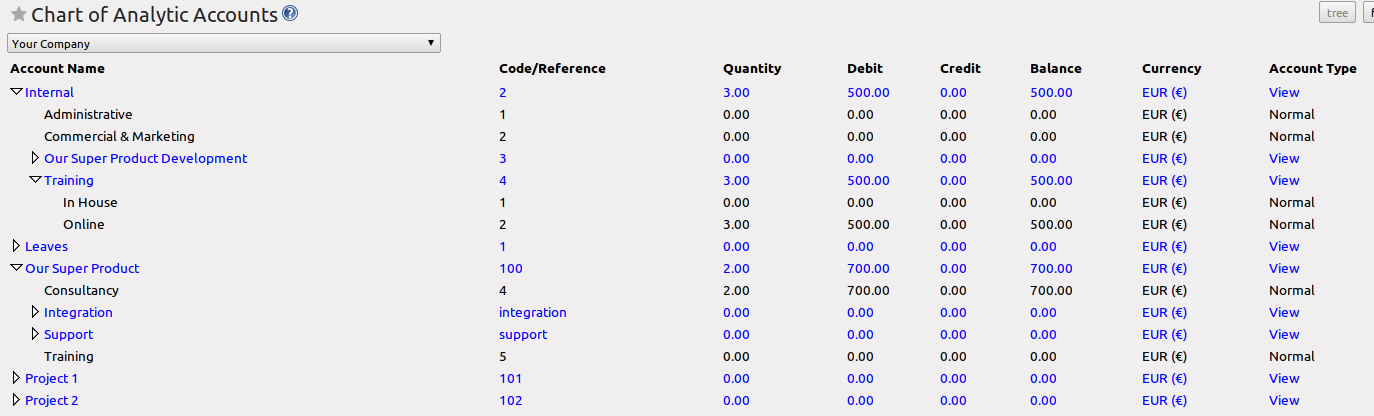 Chart of Analytic Accounts ?
tree
Your Company
Account Name Code/Reference Quantity Debit Credit Balance Currency Account Type
Internal 2 3.00 500.00 0.00 500.00 EUR (€) View
Administrative 1 0.00 0.00 0.00 0.00 EUR (€) Normal
Commercial & Marketing 2 0.00 0.00 0.00 0.00 EUR (€) Normal
Our Super Product Development 3 0.00 0.00 0.00 0.00 EUR (€) View
Training 4 3.00 500.00 0.00 500.00 EUR (€) View
In House 1 0.00 0.00 0.00 0.00 EUR (€) Normal
Online 2 3.00 500.00 0.00 500.00 EUR (€) Normal
Leaves 1 0.00 0.00 0.00 0.00 EUR (€) View
Our Super Product 100 2.00 700.00 0.00 700.00 EUR (€) View
Consultancy 4 2.00 700.00 0.00 700.00 EUR (€) Normal
Integration integration 0.00 0.00 0.00 0.00 EUR (€) View
Support support 0.00 0.00 0.00 0.00 EUR (€) View
Training 5 0.00 0.00 0.00 0.00 EUR (€) Normal
Project 1 101 0.00 0.00 0.00 0.00 EUR (€) View
Project 2 102 0.00 0.00 0.00 0.00 EUR (€) View